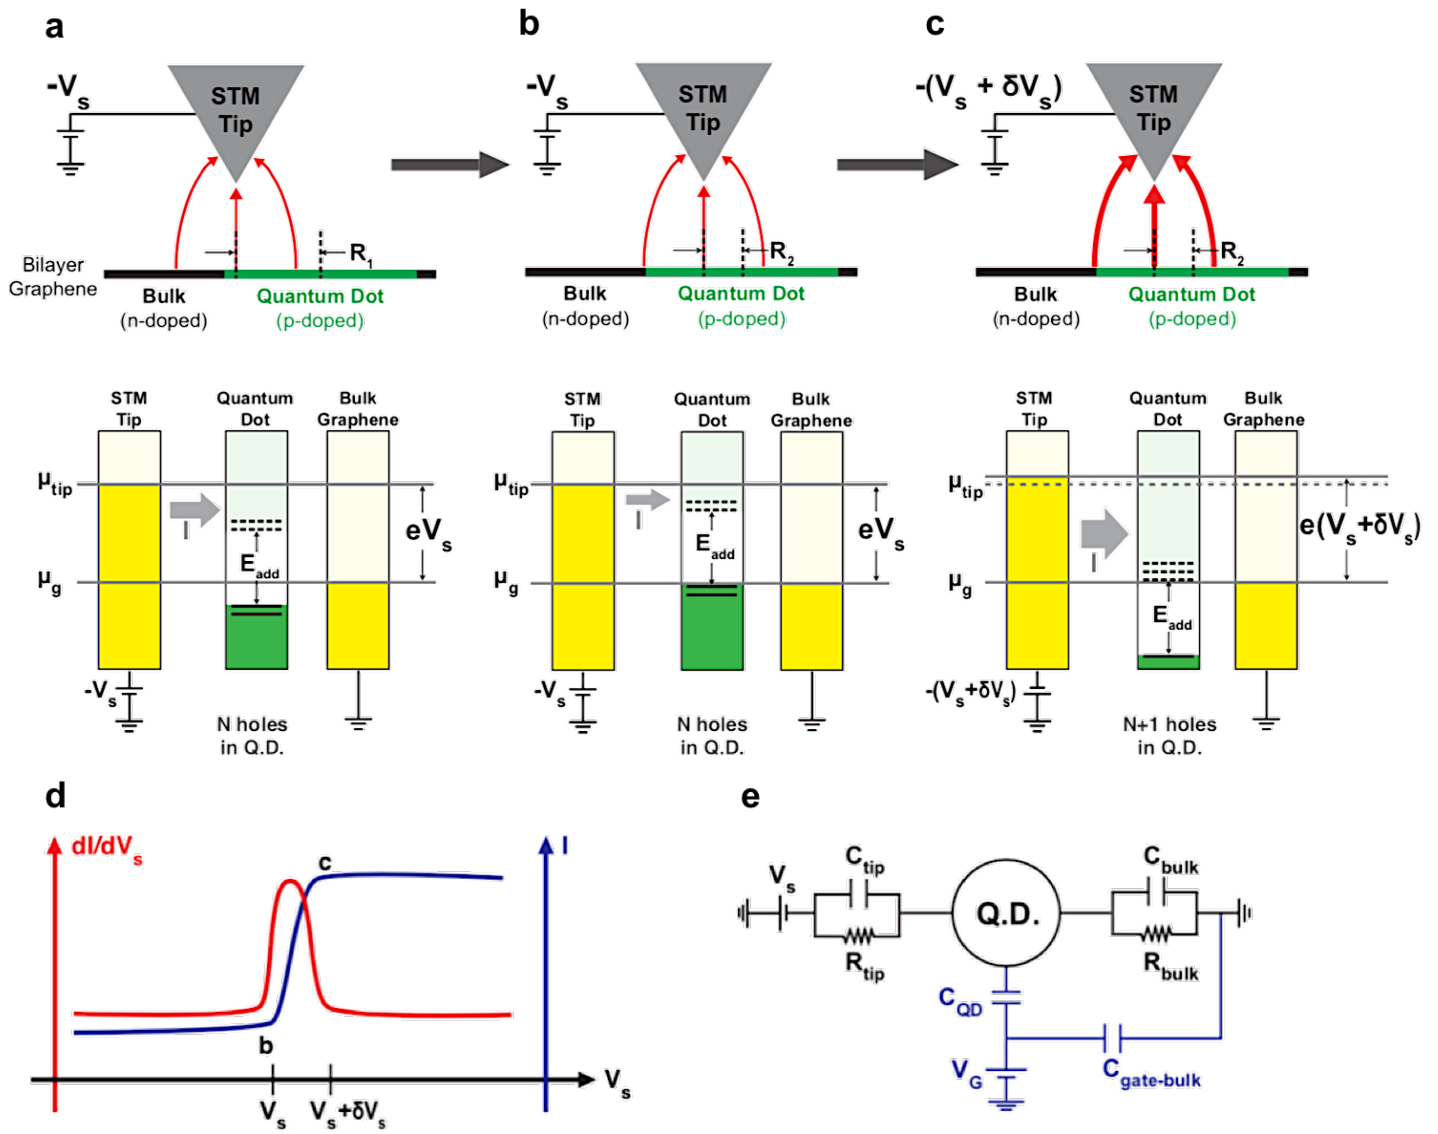 a
-Vs
STM
Tip
R1
Bilayer
Graphene
Bulk
(n-doped)
Quantum Dot
(p-doped)
b
-Vs
STM
Tip
R2
Bulk
(n-doped)
Quantum Dot
(p-doped)
c
-(Vs + δVs)
STM
Tip
R2
Bulk
(n-doped)
Quantum Dot
(p-doped)
STM
Tip
Quantum
Dot
Bulk
Graphene
μtip
I
eVs
Eadd
μg
-Vs
N holes
in Q.D.
STM
Tip
Quantum
Dot
Bulk
Graphene
μtip
I
eVs
Eadd
μg
-Vs
N holes
in Q.D.
STM
Tip
Quantum
Dot
Bulk
Graphene
μtip
I
e(Vs+δVs)
μg
Eadd
-(Vs+δVs)
N+1 holes
in Q.D.
d
dI/dVs
I
c
b
Vs
Vs
Vs+δVs
e
Vs
Ctip
Rtip
Q.D.
Cbulk
Rbulk
CQD
VG
Cgate-bulk